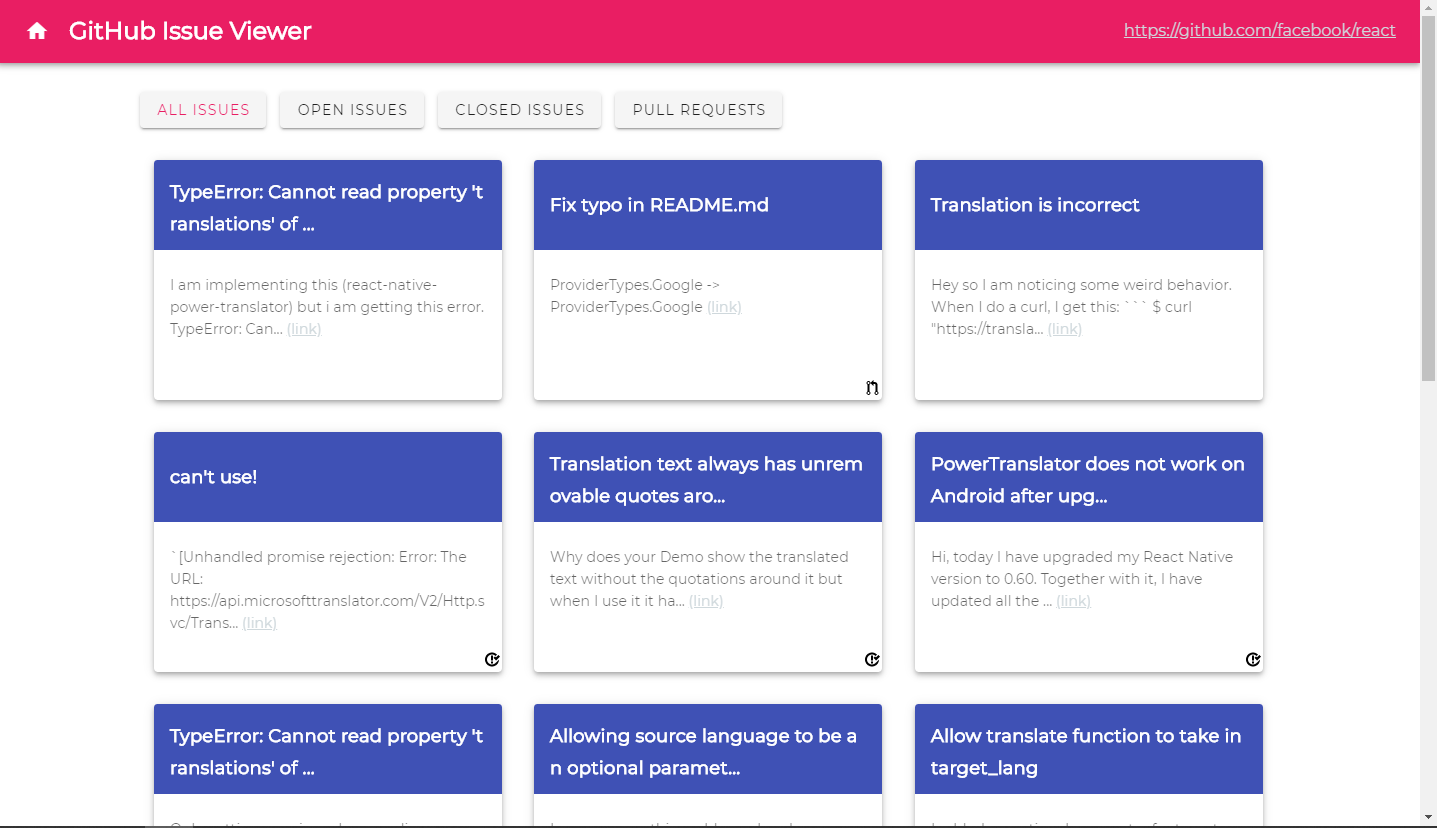 GitHub Issue Viewer
https://github.com/facebook/react
ALL ISSUES
OPEN ISSUES
CLOSED ISSUES
PULL REQUESTS
TypeError: Cannot read property 't
ranslations' of ...
I am implementing this (react-native-
power-translator) but i am getting this error.
TypeError: Can... (link)
Fix typo in README.md
ProviderTypes.Google ->
ProviderTypes.Google (link)
Translation is incorrect
Hey so I am noticing some weird behavior.
When I do a curl, I get this: ``` $ curl
"https://transla... (link)
can't use!
`[Unhandled promise rejection: Error: The
URL:
https://api.microsofttranslator.com/V2/Http.s
vc/Trans... (link)
Translation text always has unrem
ovable quotes aro...
Why does your Demo show the translated
text without the quotations around it but
when I use it it ha... (link)
PowerTranslator does not work on
Android after upg...
Hi, today I have upgraded my React Native
version to 0.60. Together with it, I have
updated all the ... (link)
TypeError: Cannot read property 't
ranslations' of ...
Allowing source language to be a
n optional paramet...
Allow translate function to take in
target_lang